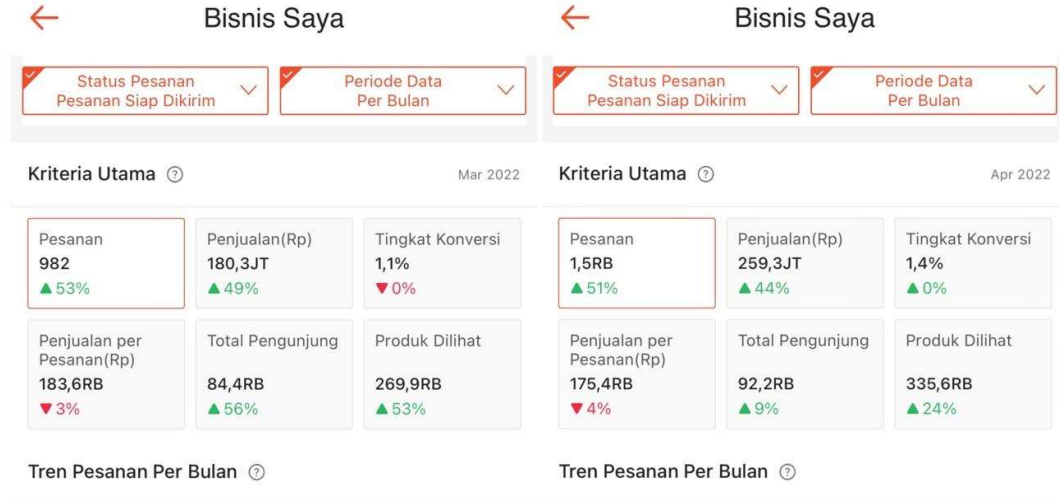 Bisnis Saya
Status Pesanan
Pesanan Siap Dikirim
Periode Data
Per Bulan
Kriteria Utama ?
Mar 2022
Pesanan
982
▲ 53%
Penjualan(Rp)
180,3JT
▲ 49%
Tingkat Konversi
1,1%
▼ 0%
Penjualan per
Pesanan(Rp)
183,6RB
▼ 3%
Total Pengunjung
84,4RB
▲ 56%
Produk Dilihat
269,9RB
▲ 53%
Tren Pesanan Per Bulan ?
Bisnis Saya
Status Pesanan
Pesanan Siap Dikirim
Periode Data
Per Bulan
Kriteria Utama ?
Apr 2022
Pesanan
1,5RB
▲ 51%
Penjualan(Rp)
259,3JT
▲ 44%
Tingkat Konversi
1,4%
▲ 0%
Penjualan per
Pesanan(Rp)
175,4RB
▼ 4%
Total Pengunjung
92,2RB
▲ 9%
Produk Dilihat
335,6RB
▲ 24%
Tren Pesanan Per Bulan ?